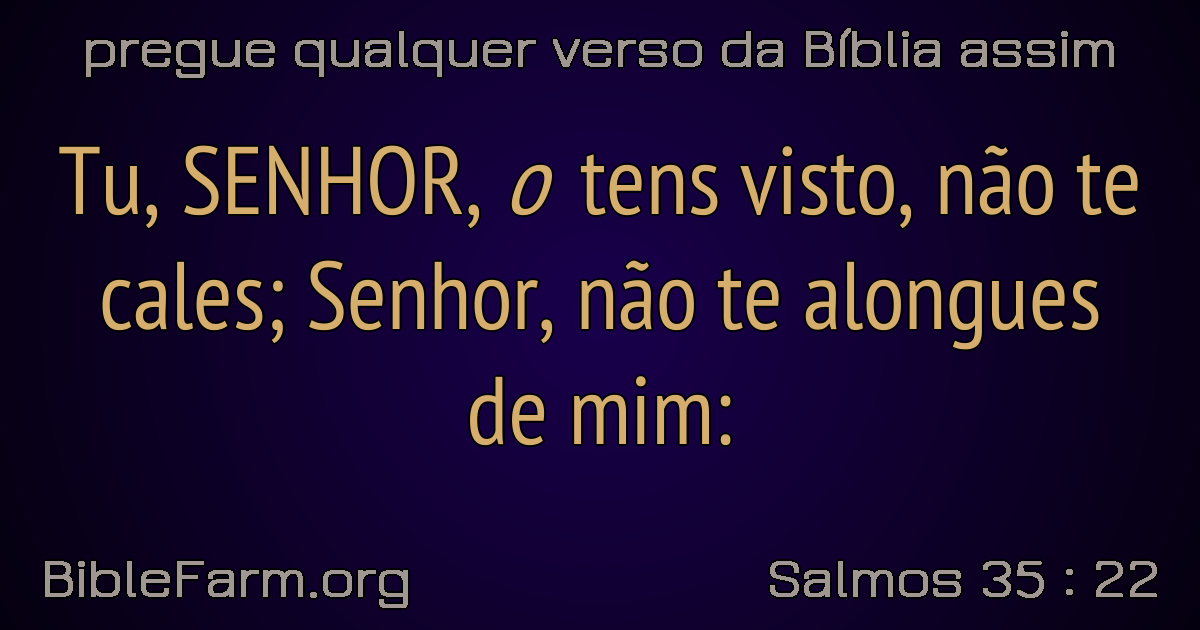 pregue qualquer verso da Bíblia assim
Tu, SENHOR, o tens visto, não te
cales; Senhor, não te alongues
de mim:
BibleFarm.org
Salmos 35 : 22